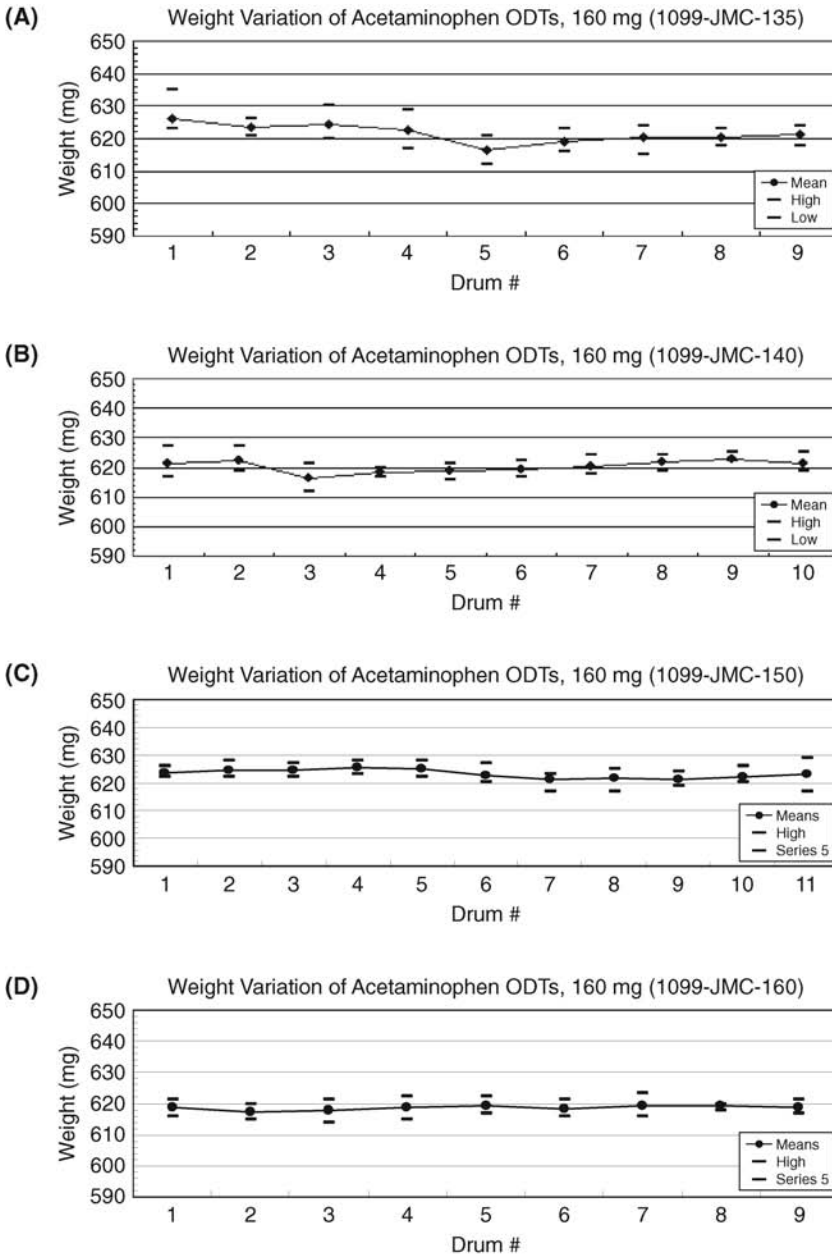 (A) Weight Variation of Acetaminophen ODTs, 160 mg (1099-JMC-135)
650
640
630
620
610
600
590
Weight (mg)
Mean
High
Low
1 2 3 4 5 6 7 8 9
Drum #
(B) Weight Variation of Acetaminophen ODTs, 160 mg (1099-JMC-140)
650
640
630
620
610
600
590
Weight (mg)
Mean
High
Low
1 2 3 4 5 6 7 8 9 10
Drum #
(C) Weight Variation of Acetaminophen ODTs, 160 mg (1099-JMC-150)
650
640
630
620
610
600
590
Weight (mg)
Means
High
Series 5
1 2 3 4 5 6 7 8 9 10 11
Drum #
(D) Weight Variation of Acetaminophen ODTs, 160 mg (1099-JMC-160)
650
640
630
620
610
600
590
Weight (mg)
Means
High
Series 5
1 2 3 4 5 6 7 8 9
Drum #